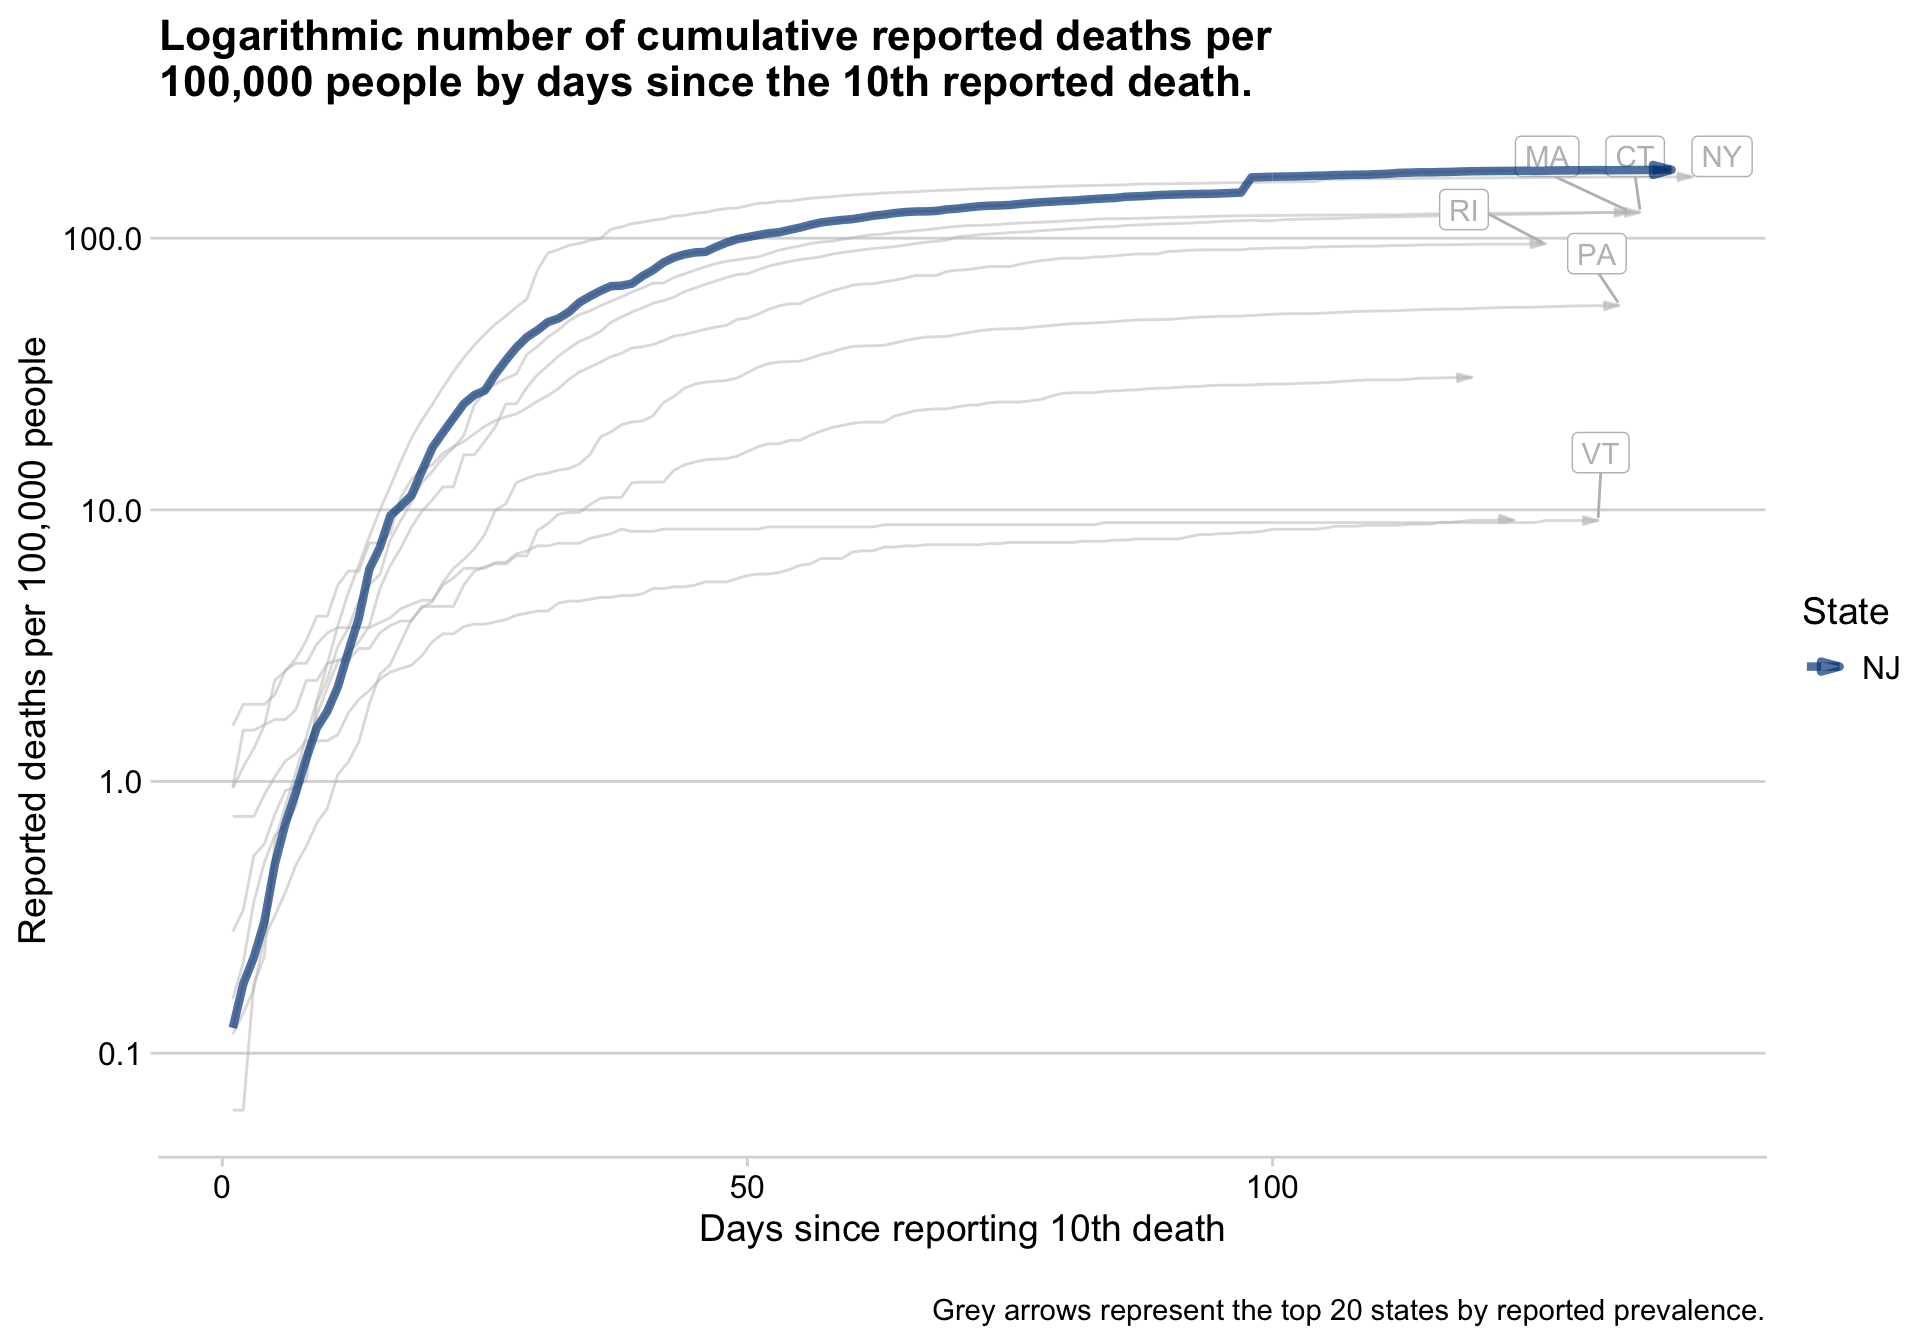 Logarithmic number of cumulative reported deaths per
100,000 people by days since the 10th reported death.
MA
CT
NY
RI
PA
VT
100.0
10.0
1.0
0.1
Reported deaths per 100,000 people
0
50
100
Days since reporting 10th death
State
NJ
Grey arrows represent the top 20 states by reported prevalence.